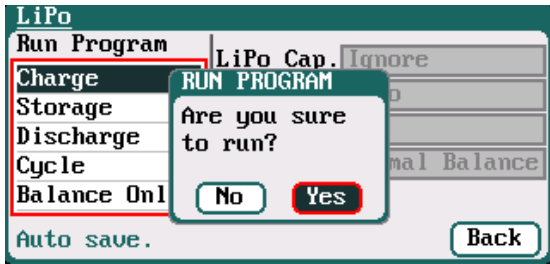 LiPo
Run Program
LiPo Cap. Ignore
Charge
Storage
Discharge
Cycle
Balance Onl
RUN PROGRAM
Are you sure
to run?
No Yes
mal Balance
Auto save.
Back